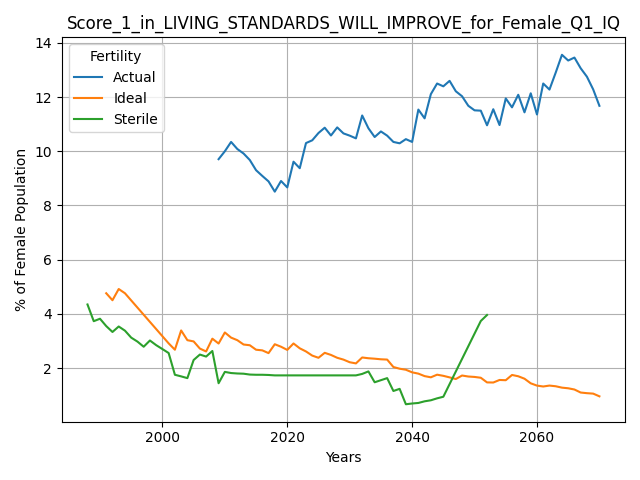 Score_1_in_LIVING_STANDARDS_WILL_IMPROVE_for_Female_Q1_IQ
Fertility
Actual
Ideal
Sterile
% of Female Population
14
12
10
8
6
4
2
2000 2020 2040 2060
Years